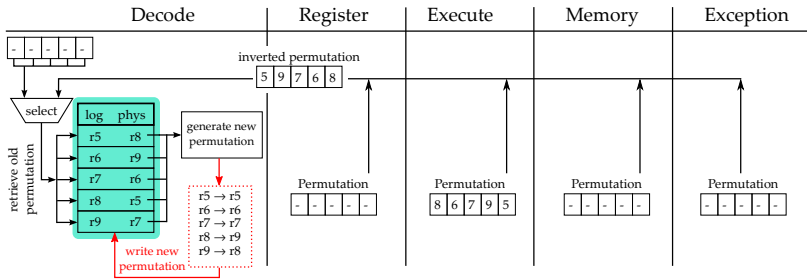 Decode Register Execute Memory Exception
- - - - -
inverted permutation
5 9 7 6 8
select
log phys
r5 r8
r6 r9
r7 r6
r8 r5
r9 r7
retrieve old
permutation
generate new
permutation
r5 → r5
r6 → r6
r7 → r7
r8 → r9
r9 → r8
write new
permutation
Permutation
- - - - -
Permutation
8 6 7 9 5
Permutation
- - - - -
Permutation
- - - - -